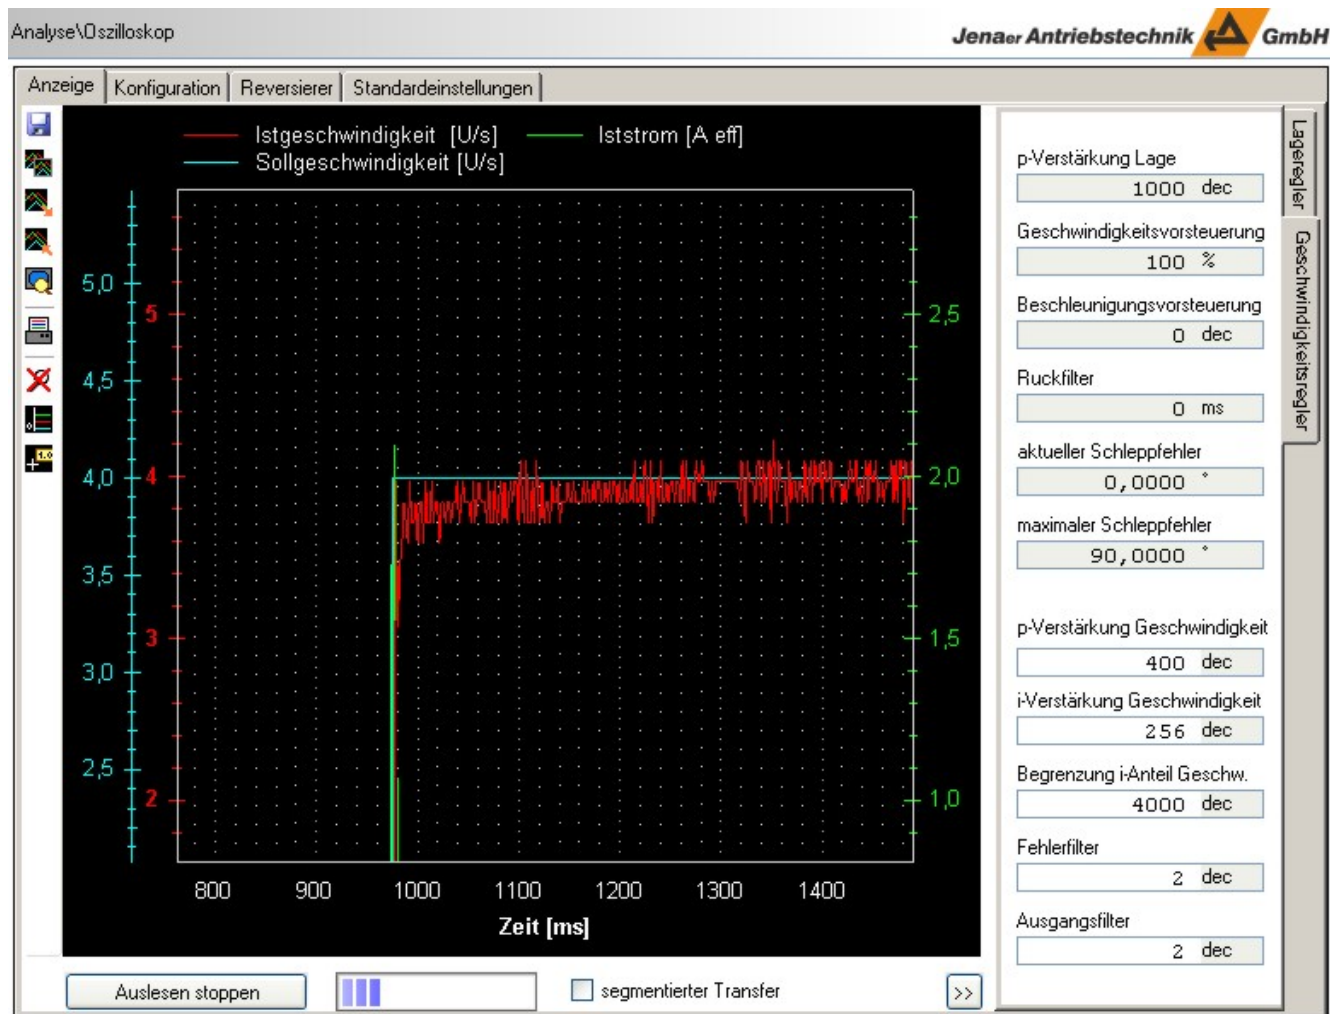 Analyse\Oszilloskop
Jenaer Antriebstechnik GmbH
Anzeige Konfiguration Reversierer Standardeinstellungen
Istgeschwindigkeit [U/s] Iststrom [A eff]
Sollgeschwindigkeit [U/s]
5,0
4,5
4,0
3,5
3,0
2,5
5
4
3
2
2,5
2,0
1,5
1,0
800 900 1000 1100 1200 1300 1400
Zeit [ms]
p-Verstärkung Lage
1000 dec
Geschwindigkeitsvorsteuerung
100 %
Beschleunigungsvorsteuerung
0 dec
Ruckfilter
0 ms
aktueller Schleppfehler
0,0000 °
maximaler Schleppfehler
90,0000 °
p-Verstärkung Geschwindigkeit
400 dec
i-Verstärkung Geschwindigkeit
256 dec
Begrenzung i-Anteil Geschw.
4000 dec
Fehlerfilter
2 dec
Ausgangsfilter
2 dec
Lageregler
Geschwindigkeitsregler
Auslesen stoppen
segmentierter Transfer
>>